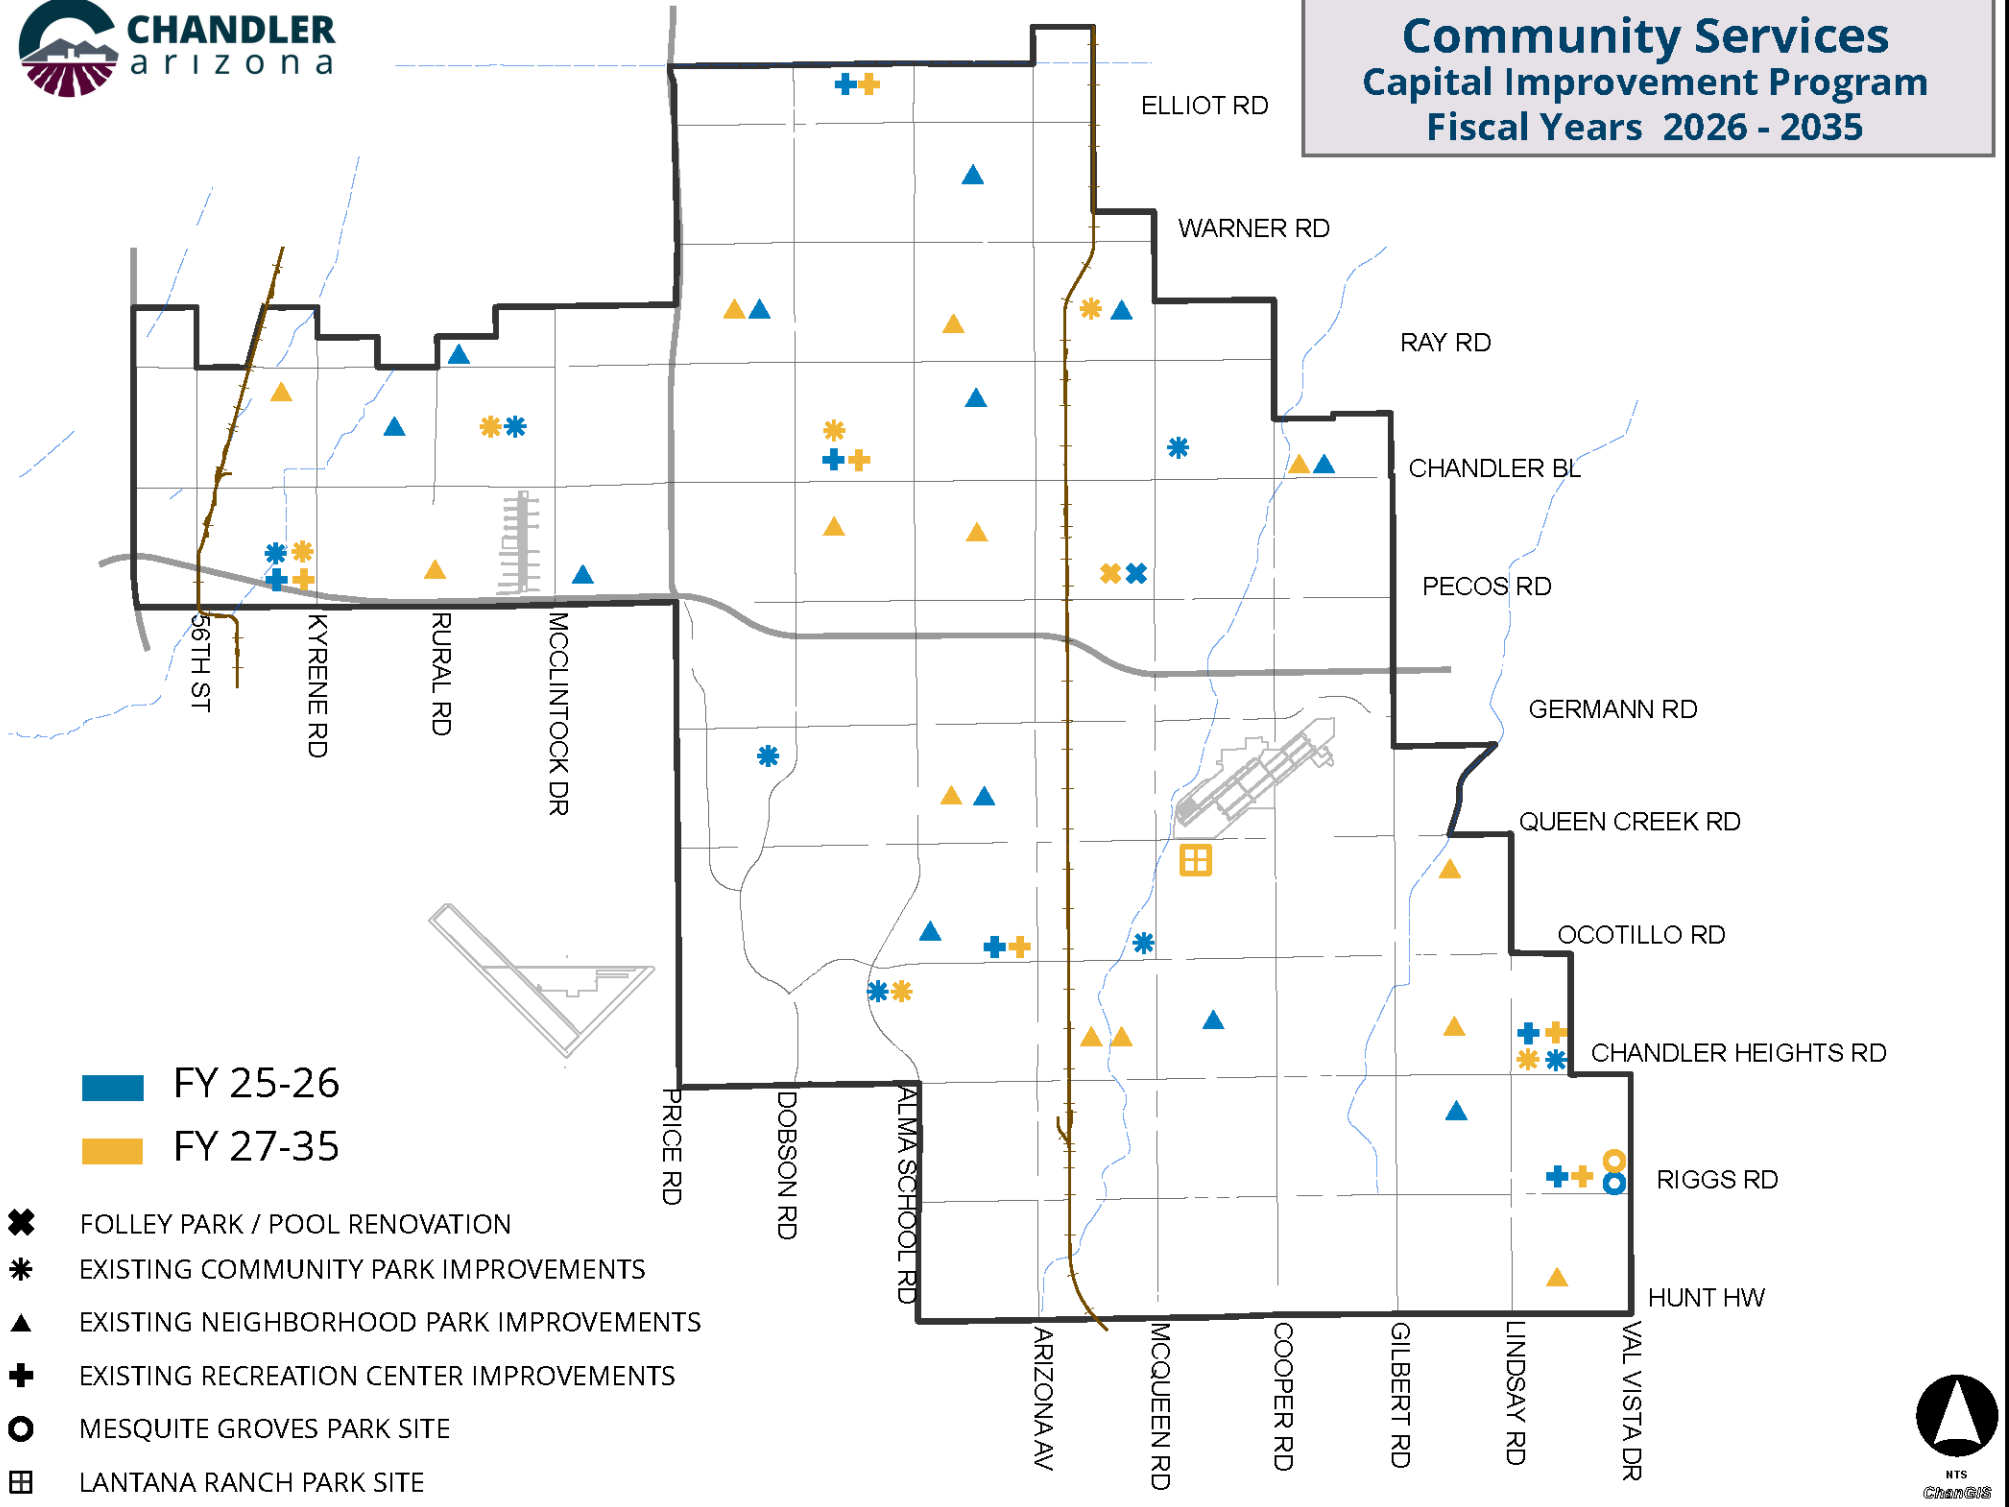 CHANDLER
arizona
Community Services
Capital Improvement Program
Fiscal Years 2026 - 2035
ELLIOT RD
WARNER RD
RAY RD
CHANDLER BL
PECOS RD
GERMANN RD
QUEEN CREEK RD
OCOTILLO RD
CHANDLER HEIGHTS RD
RIGGS RD
HUNT HW
56TH ST
KYRENE RD
RURAL RD
MCCLINTOCK DR
PRICE RD
DOBSON RD
ALMA SCHOOL RD
ARIZONA AV
MCQUEEN RD
COOPER RD
GILBERT RD
LINDSAY RD
VAL VISTA DR
FY 25-26
FY 27-35
FOLLEY PARK / POOL RENOVATION
EXISTING COMMUNITY PARK IMPROVEMENTS
EXISTING NEIGHBORHOOD PARK IMPROVEMENTS
EXISTING RECREATION CENTER IMPROVEMENTS
MESQUITE GROVES PARK SITE
LANTANA RANCH PARK SITE
NTS
ChanGIS